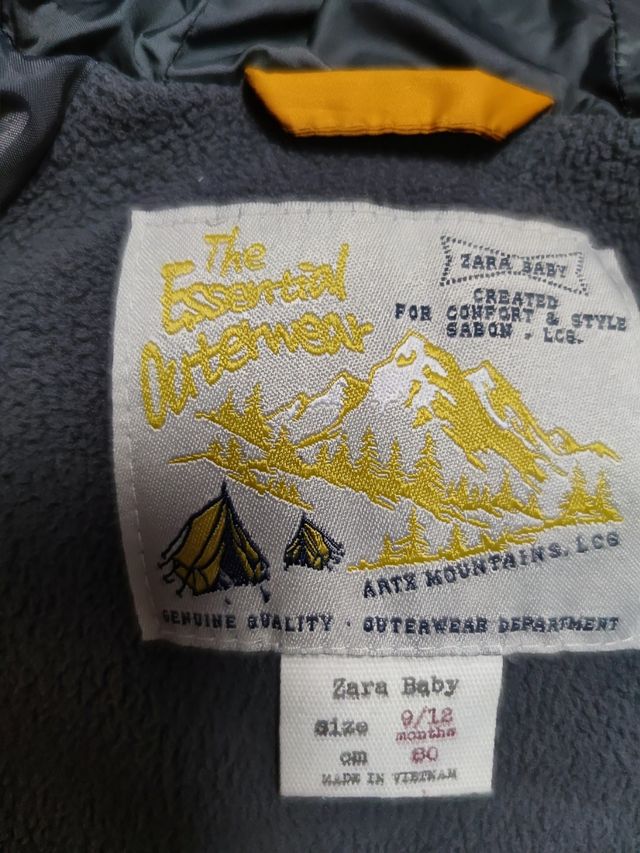 The
Essential
Outerwear
ZARA BABY
CREATED
FOR COMFORT & STYLE
SABON . LCG.
ARTX MOUNTAINS, LCG
GENUINE QUALITY · OUTERWEAR DEPARTMENT
Zara Baby
size 9/12
months
cm 80
MADE IN VIETNAM